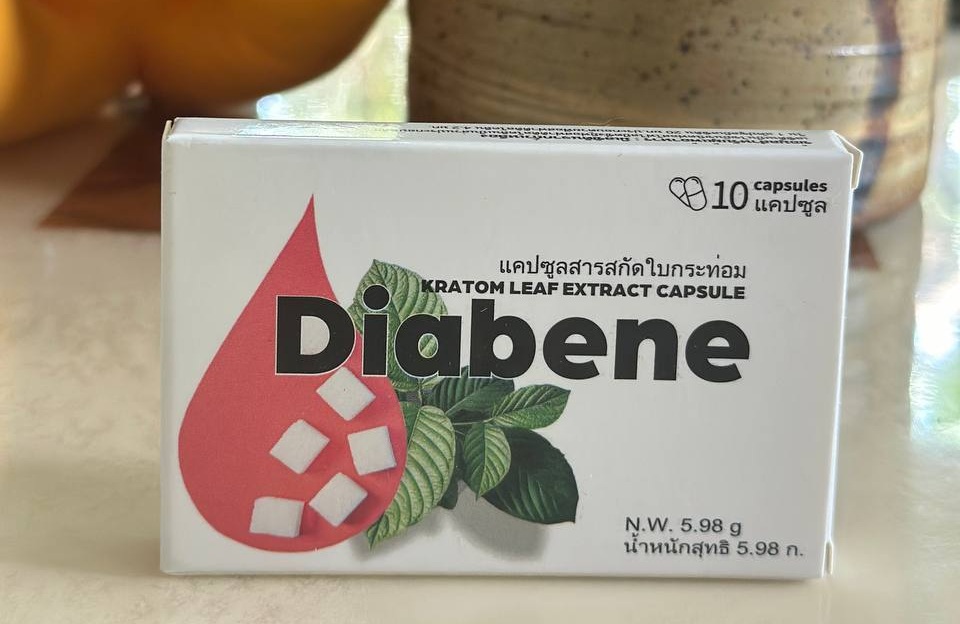 10 capsules
แคปซูล
แคปซูลสารสกัดใบกระท่อม
KRATOM LEAF EXTRACT CAPSULE
Diabene
N.W. 5.98 g
น้ำหนักสุทธิ 5.98 ก.